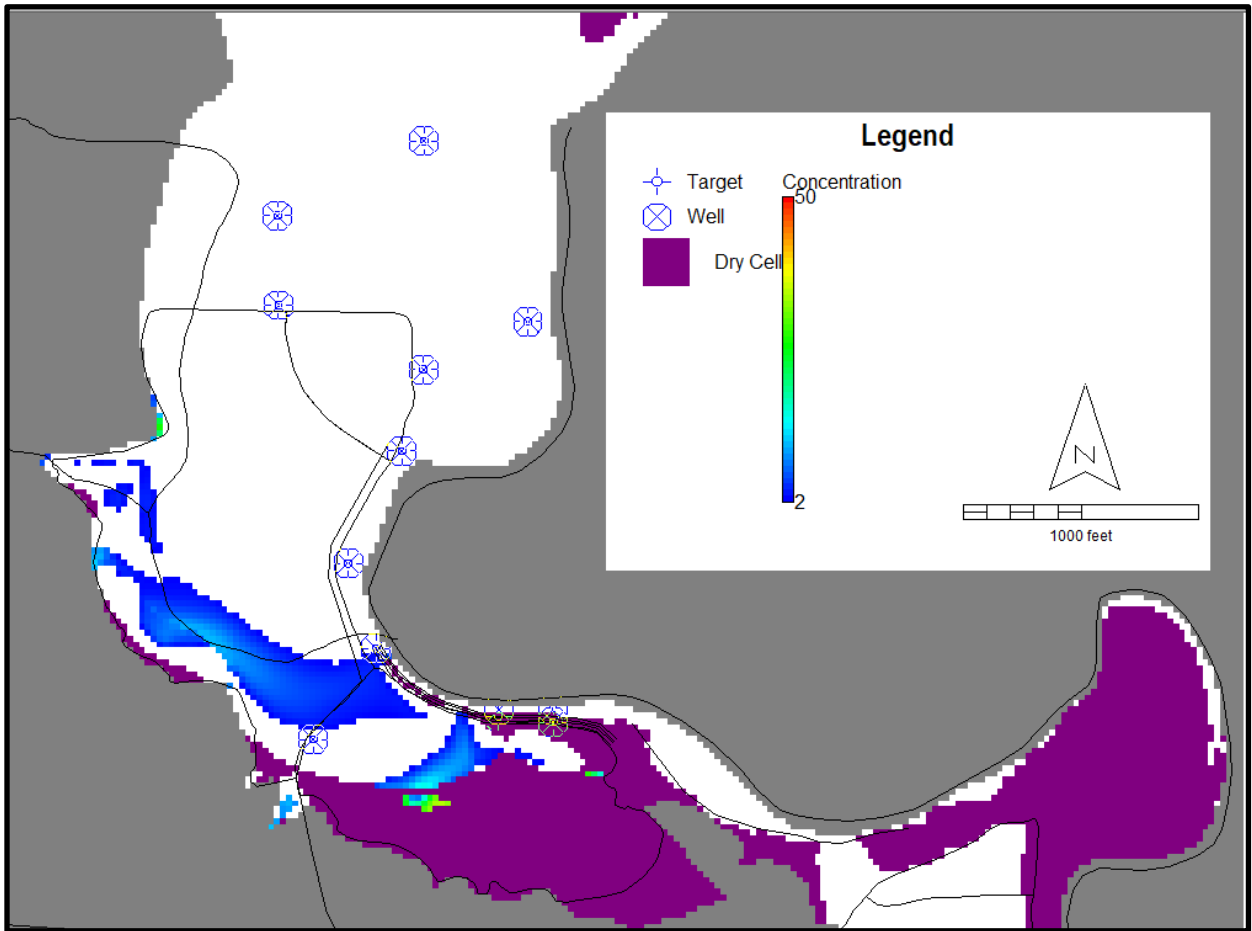 Legend
Target
Concentration
50
Well
Dry Cell
N
2
1000 feet